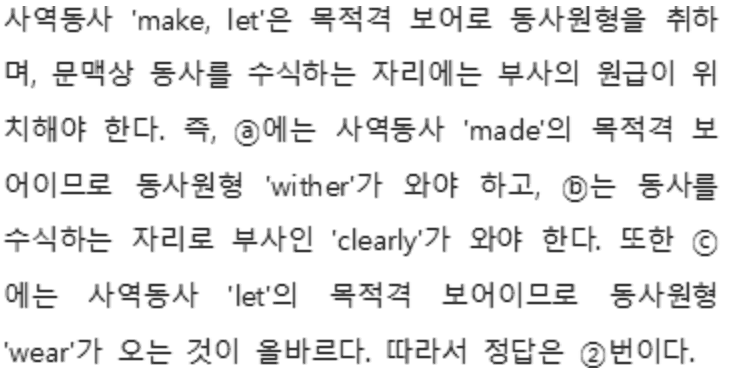 사역동사 'make, let'은 목적격 보어로 동사원형을 취하
며, 문맥상 동사를 수식하는 자리에는 부사의 원급이 위
치해야 한다. 즉, ⓐ에는 사역동사 'made'의 목적격 보
어이므로 동사원형 'wither'가 와야 하고, ⓑ는 동사를
수식하는 자리로 부사인 'clearly'가 와야 한다. 또한 ⓒ
에는 사역동사 'let'의 목적격 보어이므로 동사원형
'wear'가 오는 것이 올바르다. 따라서 정답은 ②번이다.